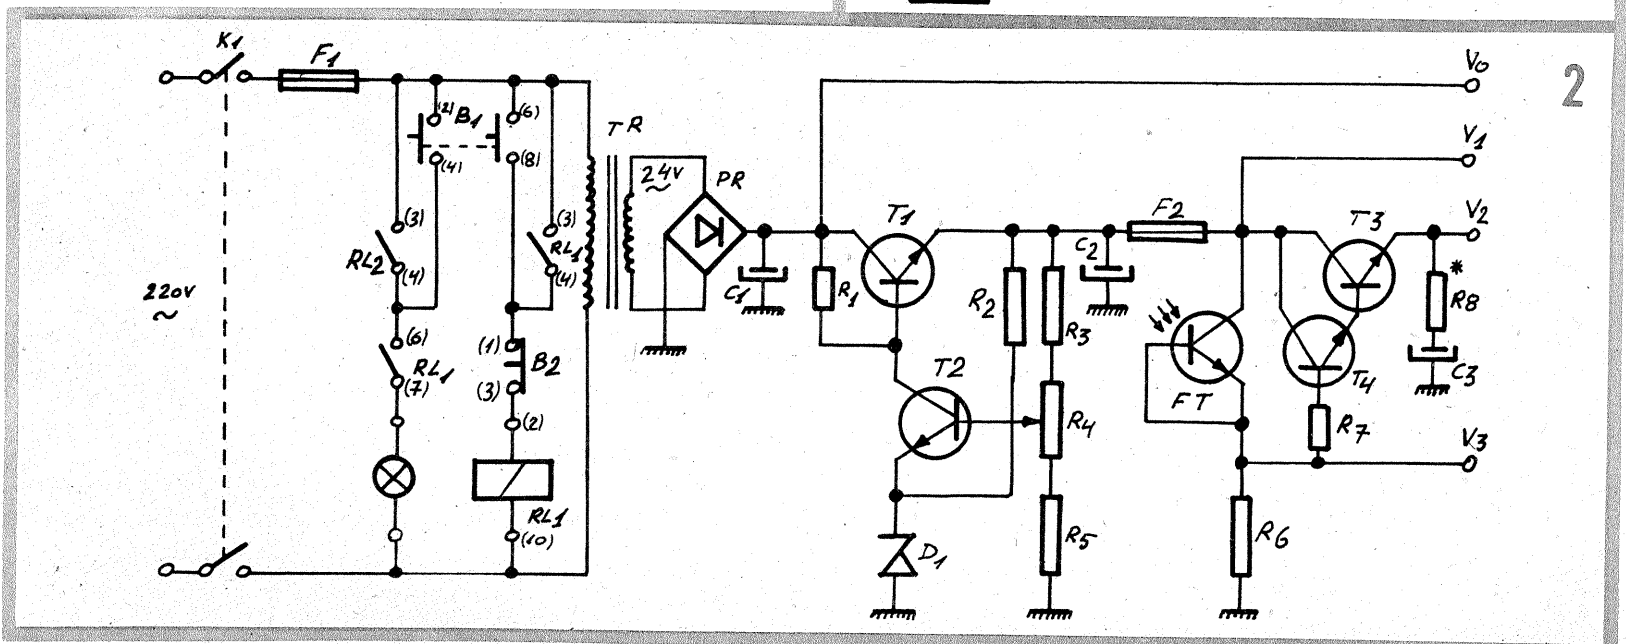 K1
F1
V0
2
(2)
B1
(6)
TR
V1
(4)
(8)
24V
~
PR
(3)
(3)
T1
F2
T3
V2
RL2
(4)
RL1
(4)
C1
R1
R2
C2
*
R8
220V
~
R3
(6)
RL1
(7)
(1)
B2
(3)
T2
FT
T4
C3
(2)
R4
R7
V3
RL1
(10)
D1
R5
R6